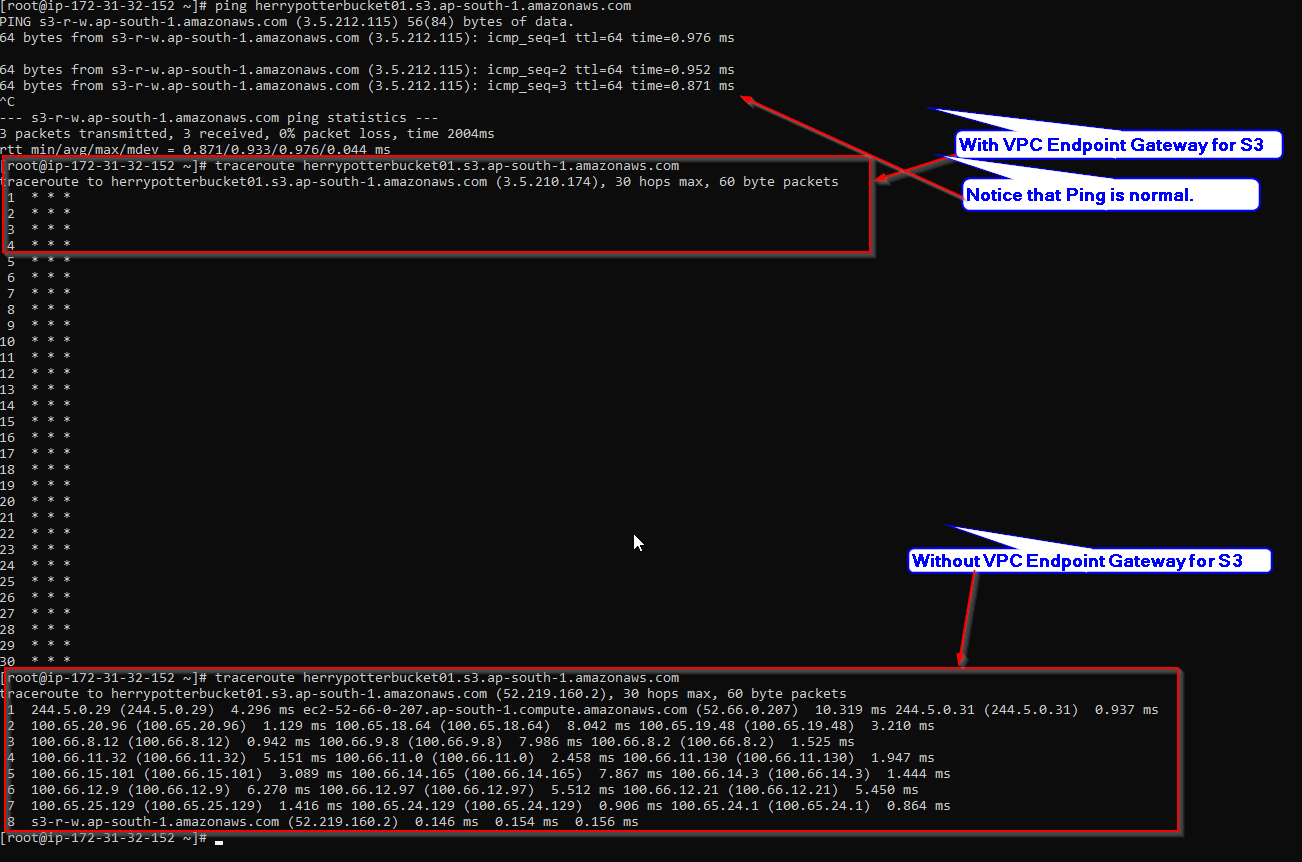 [root@ip-172-31-32-152 ~]# ping herrypotterbucket01.s3.ap-south-1.amazonaws.com
PING s3-r-w.ap-south-1.amazonaws.com (3.5.212.115) 56(84) bytes of data.
64 bytes from s3-r-w.ap-south-1.amazonaws.com (3.5.212.115): icmp_seq=1 ttl=64 time=0.976 ms
64 bytes from s3-r-w.ap-south-1.amazonaws.com (3.5.212.115): icmp_seq=2 ttl=64 time=0.952 ms
64 bytes from s3-r-w.ap-south-1.amazonaws.com (3.5.212.115): icmp_seq=3 ttl=64 time=0.871 ms
^C
--- s3-r-w.ap-south-1.amazonaws.com ping statistics ---
3 packets transmitted, 3 received, 0% packet loss, time 2004ms
With VPC Endpoint Gateway for S3
rtt min/avg/max/mdev = 0.871/0.933/0.976/0.044 ms
[root@ip-172-31-32-152 ~]# traceroute herrypotterbucket01.s3.ap-south-1.amazonaws.com
traceroute to herrypotterbucket01.s3.ap-south-1.amazonaws.com (3.5.210.174), 30 hops max, 60 byte packets
Notice that Ping is normal.
1 * * *
2 * * *
3 * * *
4 * * *
5 * * *
6 * * *
7 * * *
8 * * *
9 * * *
10 * * *
11 * * *
12 * * *
13 * * *
14 * * *
15 * * *
16 * * *
17 * * *
18 * * *
19 * * *
20 * * *
21 * * *
22 * * *
23 * * *
Without VPC Endpoint Gateway for S3
24 * * *
25 * * *
26 * * *
27 * * *
28 * * *
29 * * *
30 * * *
[root@ip-172-31-32-152 ~]# traceroute herrypotterbucket01.s3.ap-south-1.amazonaws.com
traceroute to herrypotterbucket01.s3.ap-south-1.amazonaws.com (52.219.160.2), 30 hops max, 60 byte packets
1 244.5.0.29 (244.5.0.29) 4.296 ms ec2-52-66-0-207.ap-south-1.compute.amazonaws.com (52.66.0.207) 10.319 ms 244.5.0.31 (244.5.0.31) 0.937 ms
2 100.65.20.96 (100.65.20.96) 1.129 ms 100.65.18.64 (100.65.18.64) 8.042 ms 100.65.19.48 (100.65.19.48) 3.210 ms
3 100.66.8.12 (100.66.8.12) 0.942 ms 100.66.9.8 (100.66.9.8) 7.986 ms 100.66.8.2 (100.66.8.2) 1.525 ms
4 100.66.11.32 (100.66.11.32) 5.151 ms 100.66.11.0 (100.66.11.0) 2.458 ms 100.66.11.130 (100.66.11.130) 1.947 ms
5 100.66.15.101 (100.66.15.101) 3.089 ms 100.66.14.165 (100.66.14.165) 7.867 ms 100.66.14.3 (100.66.14.3) 1.444 ms
6 100.66.12.9 (100.66.12.9) 6.270 ms 100.66.12.97 (100.66.12.97) 5.512 ms 100.66.12.21 (100.66.12.21) 5.450 ms
7 100.65.25.129 (100.65.25.129) 1.416 ms 100.65.24.129 (100.65.24.129) 0.906 ms 100.65.24.1 (100.65.24.1) 0.864 ms
8 s3-r-w.ap-south-1.amazonaws.com (52.219.160.2) 0.146 ms 0.154 ms 0.156 ms
[root@ip-172-31-32-152 ~]#